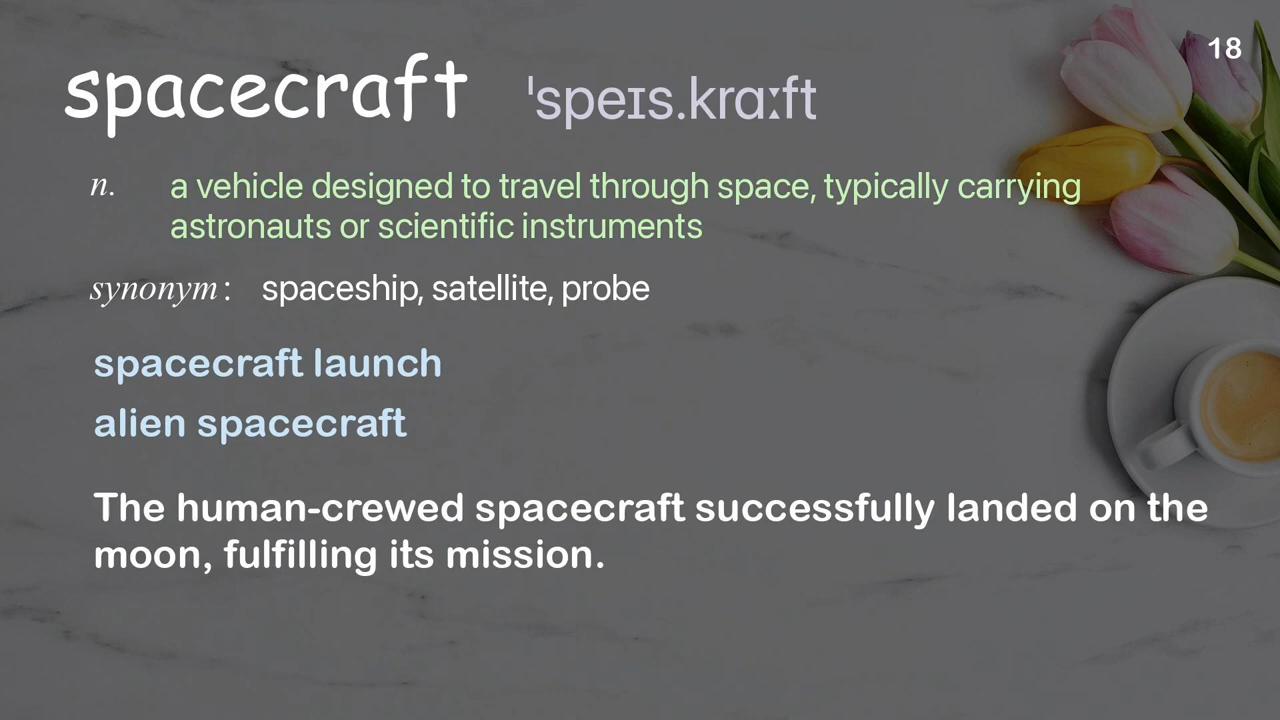 18
spacecraft ˈspeɪs.krɑːft
n. a vehicle designed to travel through space, typically carrying
astronauts or scientific instruments
synonym: spaceship, satellite, probe
spacecraft launch
alien spacecraft
The human-crewed spacecraft successfully landed on the
moon, fulfilling its mission.